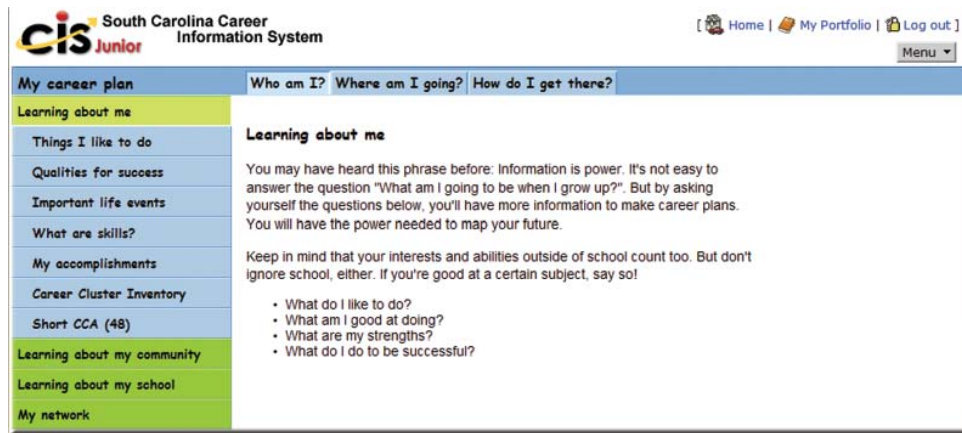 cis Junior
South Carolina Career
Information System
[ Home | My Portfolio | Log out ]
Menu
My career plan
Who am I? Where am I going? How do I get there?
Learning about me
Things I like to do
Qualities for success
Important life events
What are skills?
My accomplishments
Career Cluster Inventory
Short CCA (48)
Learning about my community
Learning about my school
My network
Learning about me
You may have heard this phrase before: Information is power. It's not easy to
answer the question "What am I going to be when I grow up?". But by asking
yourself the questions below, you'll have more information to make career plans.
You will have the power needed to map your future.
Keep in mind that your interests and abilities outside of school count too. But don't
ignore school, either. If you're good at a certain subject, say so!
• What do I like to do?
• What am I good at doing?
• What are my strengths?
• What do I do to be successful?